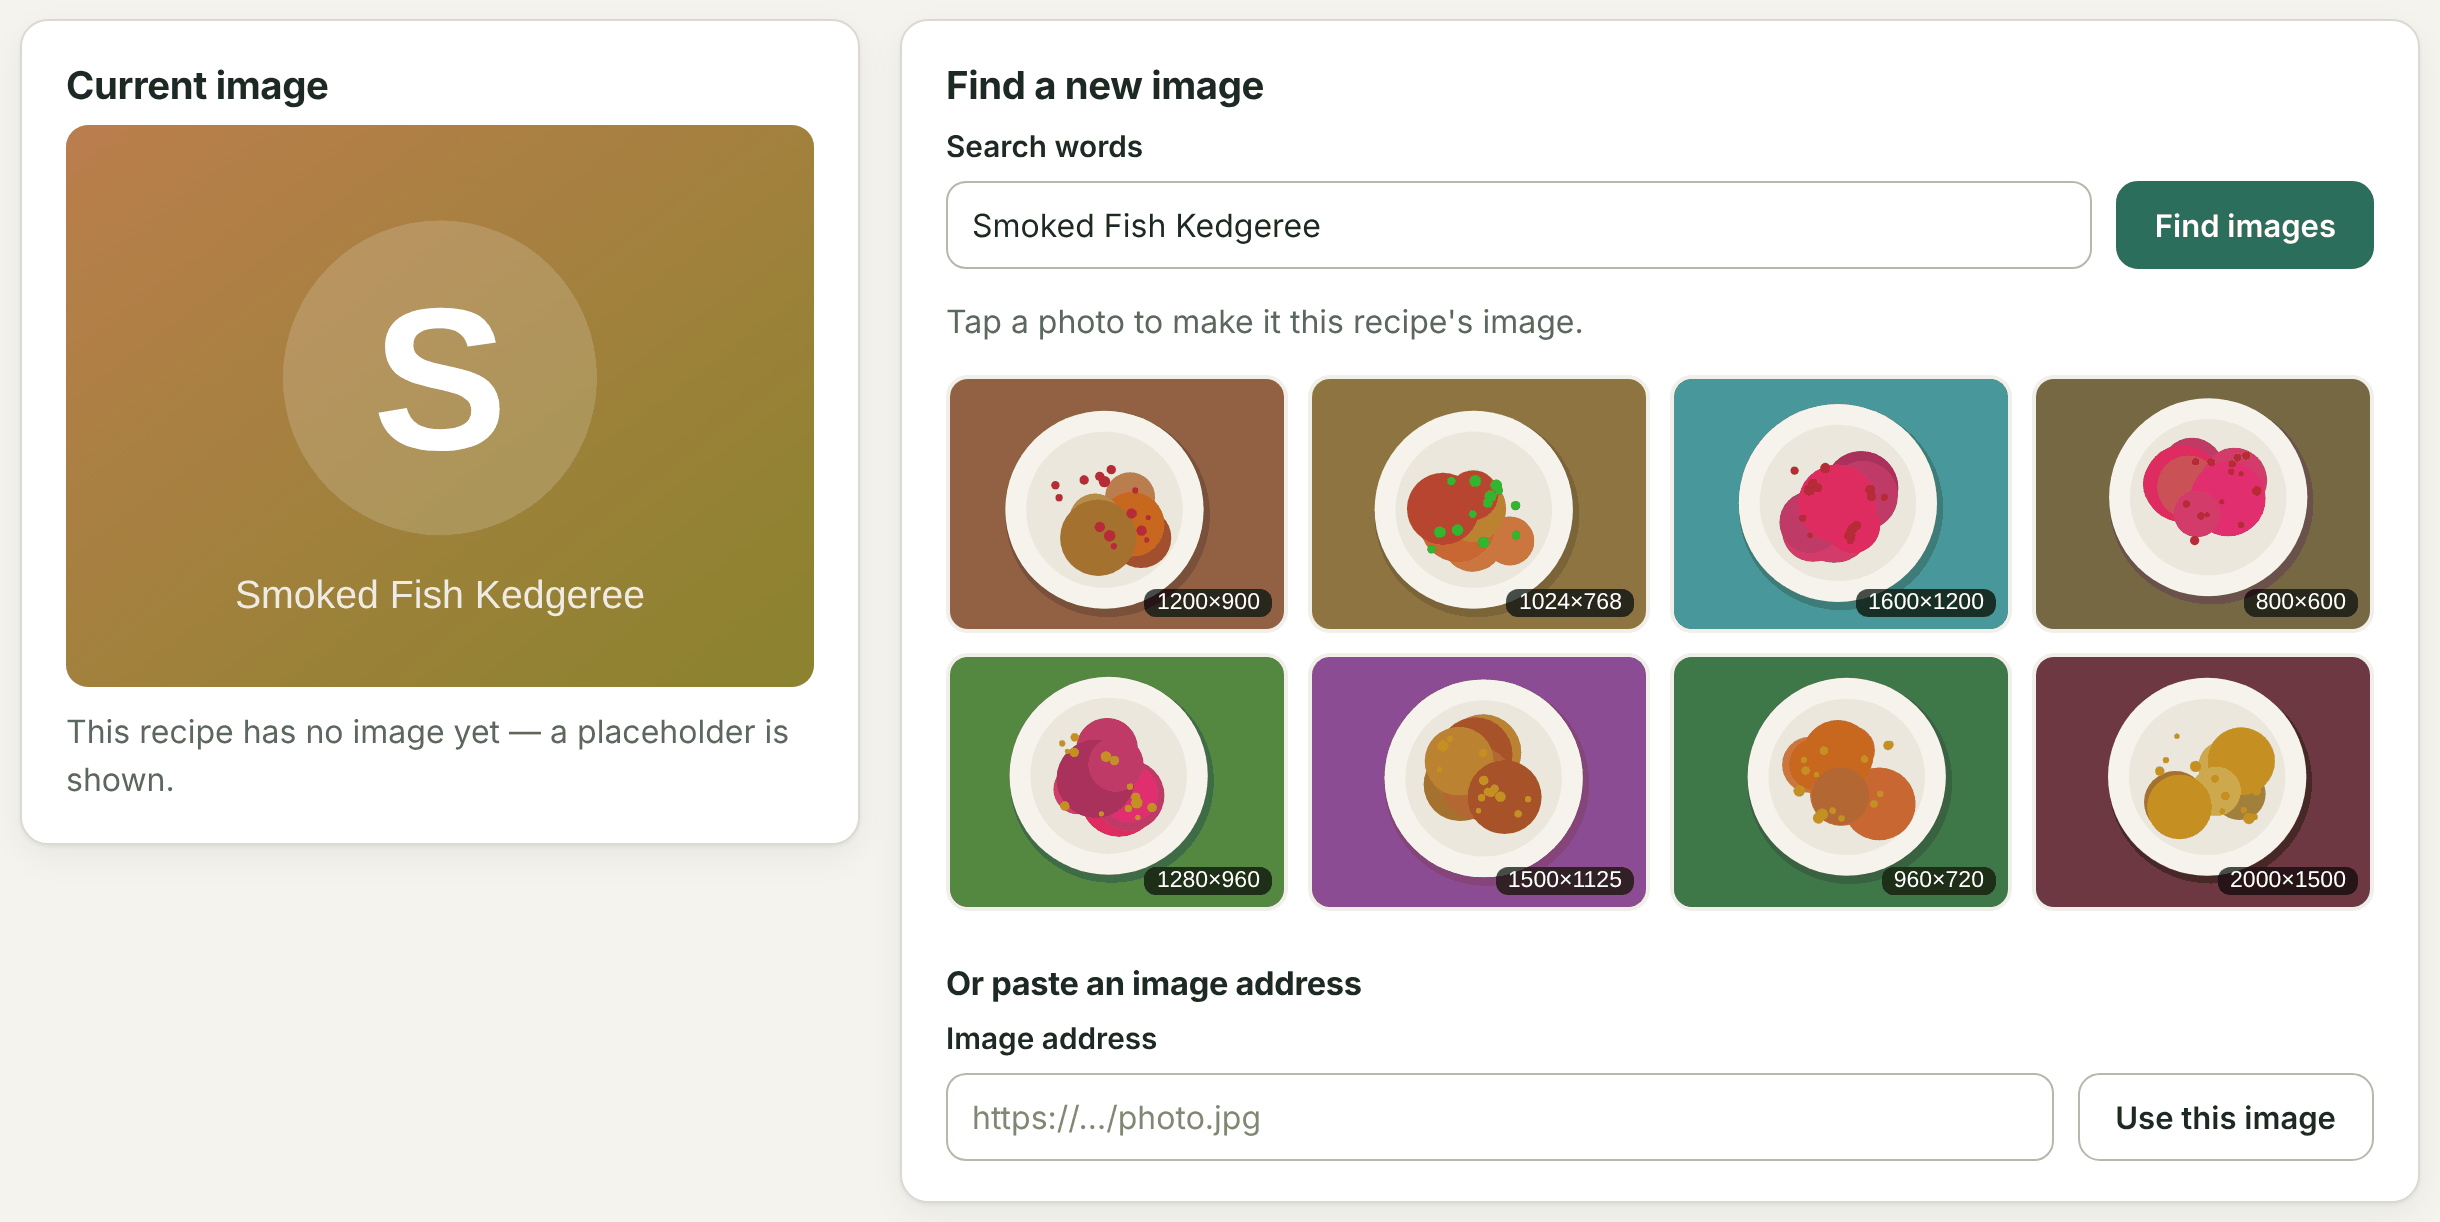 Current image
S
Smoked Fish Kedgeree
This recipe has no image yet — a placeholder is
shown.
Find a new image
Search words
Smoked Fish Kedgeree
Find images
Tap a photo to make it this recipe's image.
1200×900
1024×768
1600×1200
800×600
1280×960
1500×1125
960×720
2000×1500
Or paste an image address
Image address
https://.../photo.jpg
Use this image